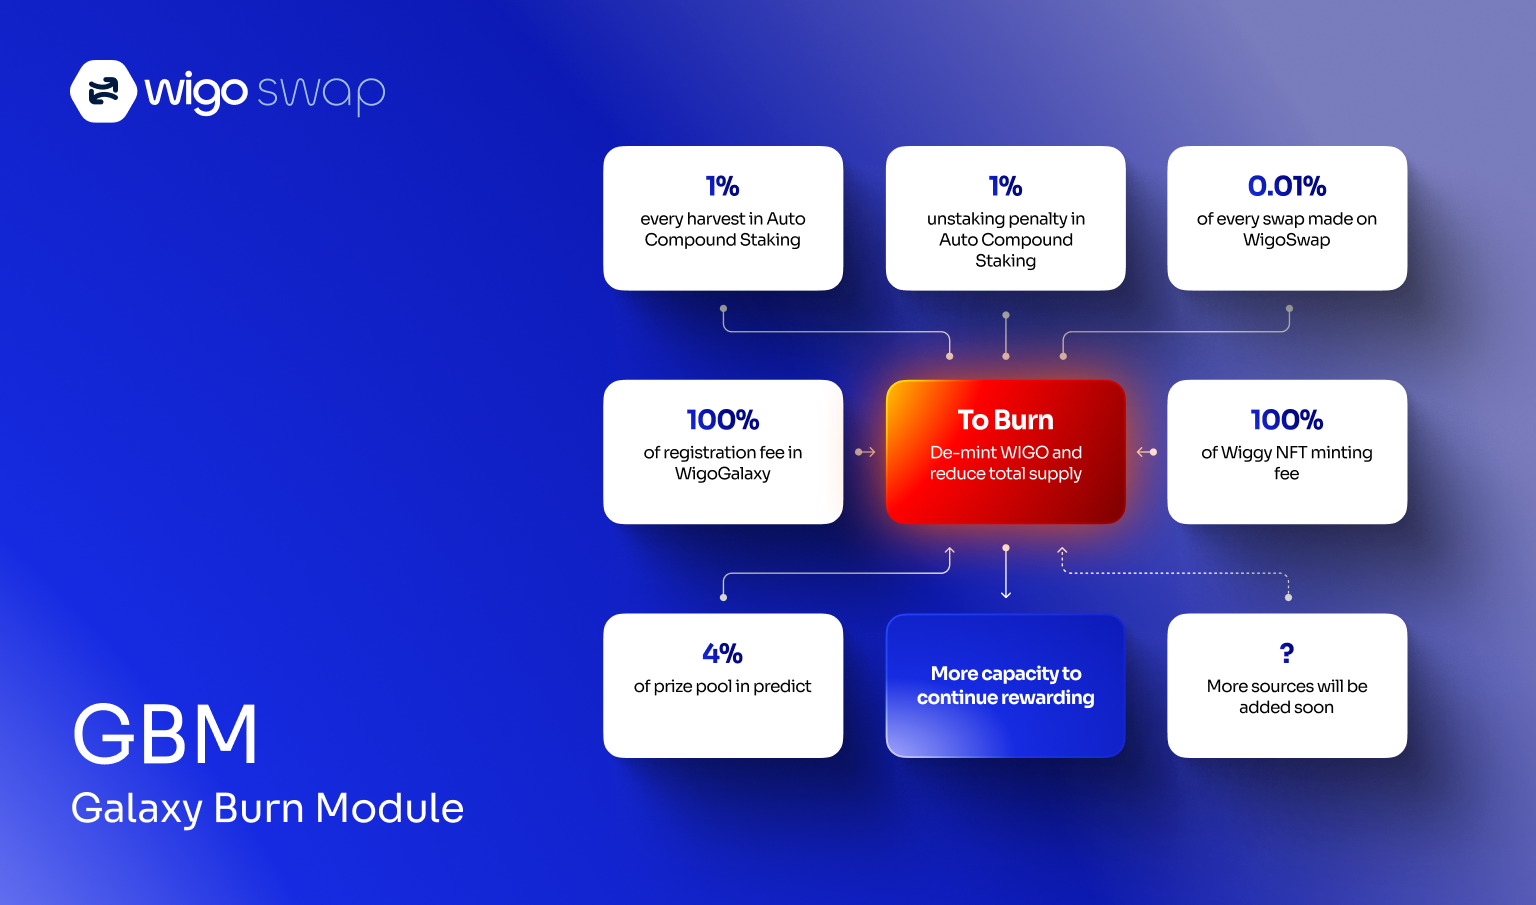 wigo swap
1%
every harvest in Auto
Compound Staking
1%
unstaking penalty in
Auto Compound
Staking
0.01%
of every swap made on
WigoSwap
100%
of registration fee in
WigoGalaxy
To Burn
De-mint WIGO and
reduce total supply
100%
of Wiggy NFT minting
fee
4%
of prize pool in predict
More capacity to
continue rewarding
?
More sources will be
added soon
GBM
Galaxy Burn Module